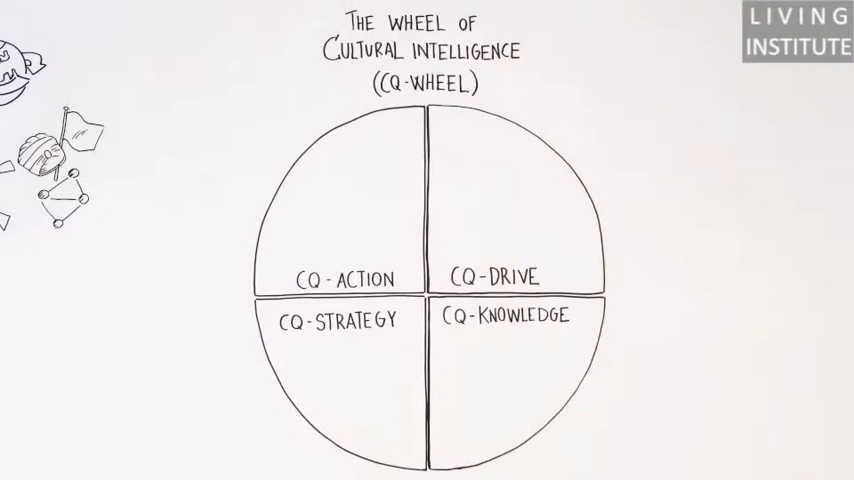 THE WHEEL OF
CULTURAL INTELLIGENCE
(CQ-WHEEL)
LIVING
INSTITUTE
CQ-ACTION
CQ-DRIVE
CQ-STRATEGY
CQ-KNOWLEDGE